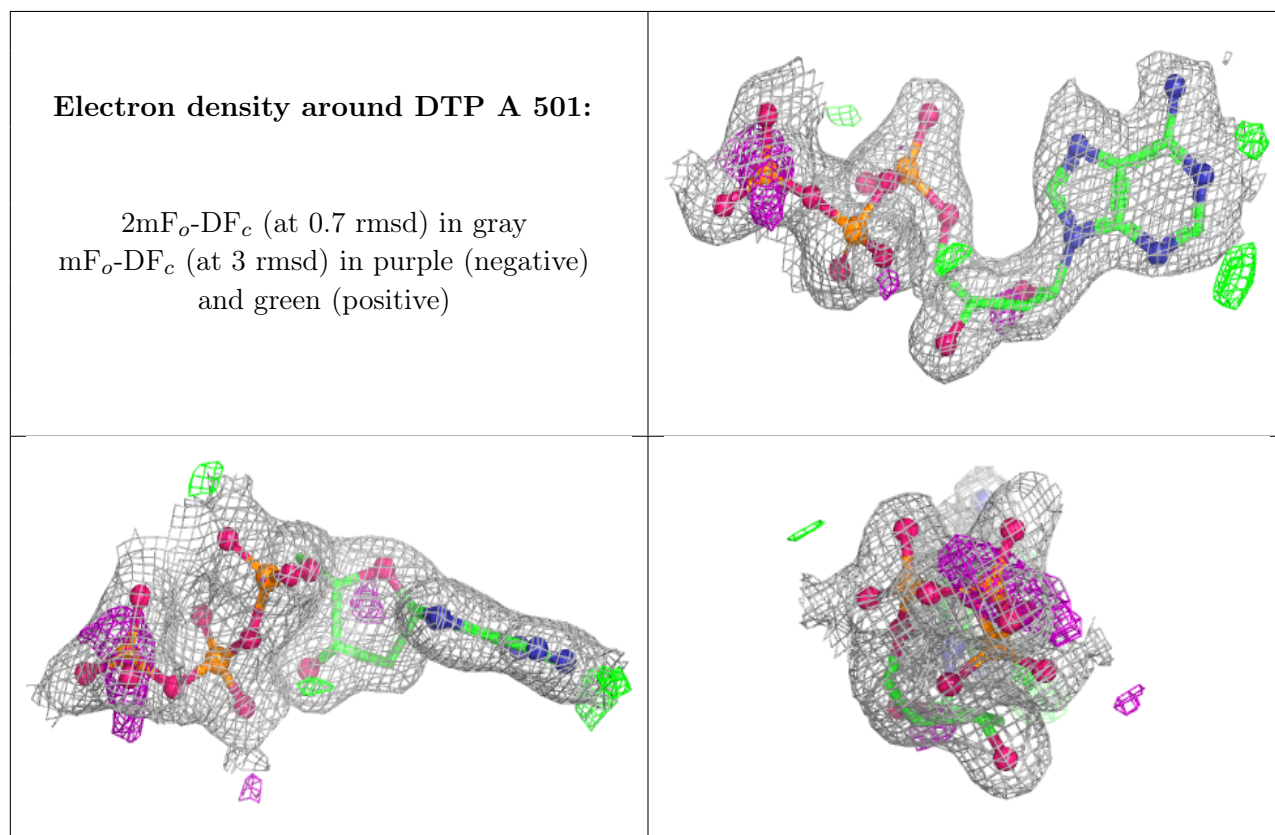 Electron density around DTP A 501:
2mFo-DFc (at 0.7 rmsd) in gray
mFo-DFc (at 3 rmsd) in purple (negative)
and green (positive)